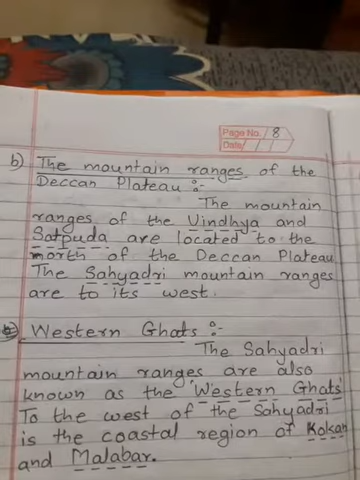 Page No. 8
Date / /
b) The mountain ranges of the
Deccan Plateau :-
The mountain
ranges of the Vindhya and
Satpuda are located to the
north of the Deccan Plateau
The Sahyadri mountain ranges
are to its west.
c) Western Ghats :-
The Sahyadri
mountain ranges are also
known as the 'Western Ghats'
To the west of the Sahyadri
is the coastal region of Kokan
and Malabar.